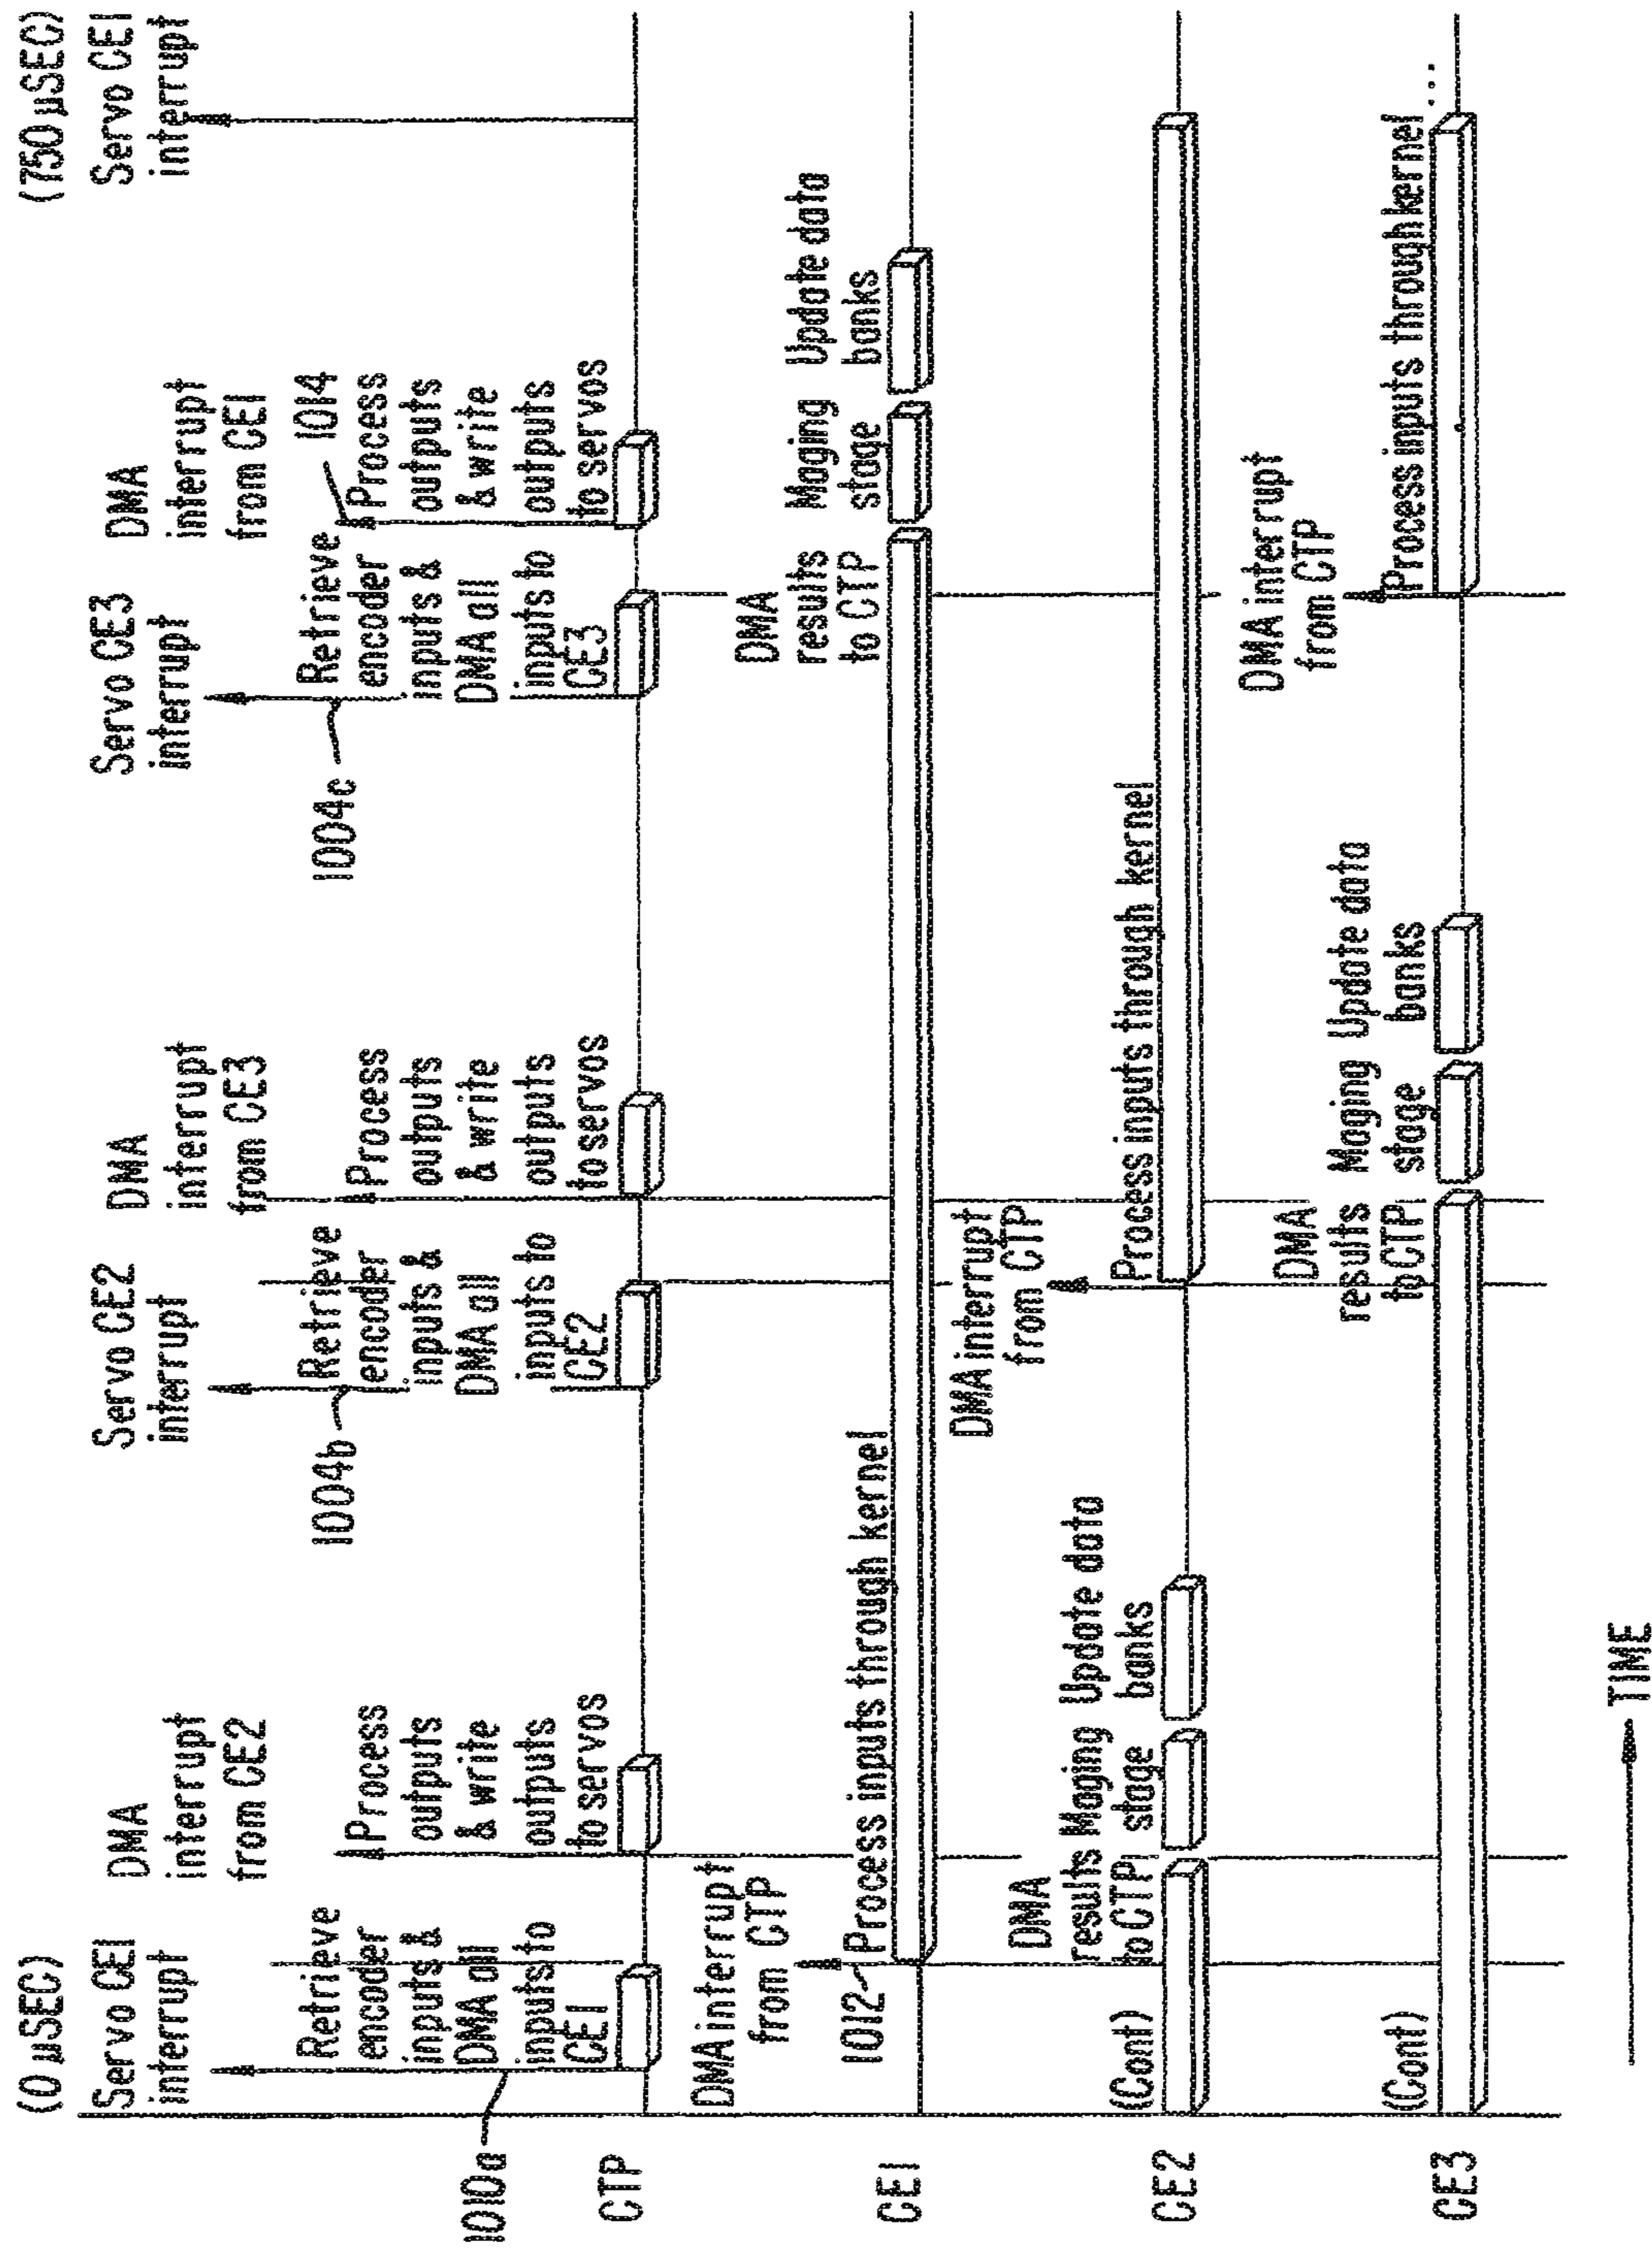 (0 µSEC)
Servo CE1
interrupt
DMA
interrupt
from CE2
Servo CE2
interrupt
DMA
interrupt
from CE3
Servo CE3
interrupt
DMA
interrupt
from CE1
(750 µSEC)
Servo CE1
interrupt
1010a
Retrieve
encoder
inputs &
DMA all
inputs to
CE1
Process
outputs
& write
outputs
to servos
1004b
Retrieve
encoder
inputs &
DMA all
inputs to
CE2
Process
outputs
& write
outputs
to servos
1004c
Retrieve
encoder
inputs &
DMA all
inputs to
CE3
1014
Process
outputs
& write
outputs
to servos
CTP
DMA interrupt
from CTP
1012
Process inputs through kernel
DMA
results
to CTP
Moging
stage
Update data
banks
CE1
(Cont)
DMA
results
to CTP
Moging
stage
Update data
banks
DMA interrupt
from CTP
Process inputs through kernel
CE2
(Cont)
DMA
results
to CTP
Moging
stage
Update data
banks
DMA interrupt
from CTP
Process inputs through kernel
...
CE3
TIME